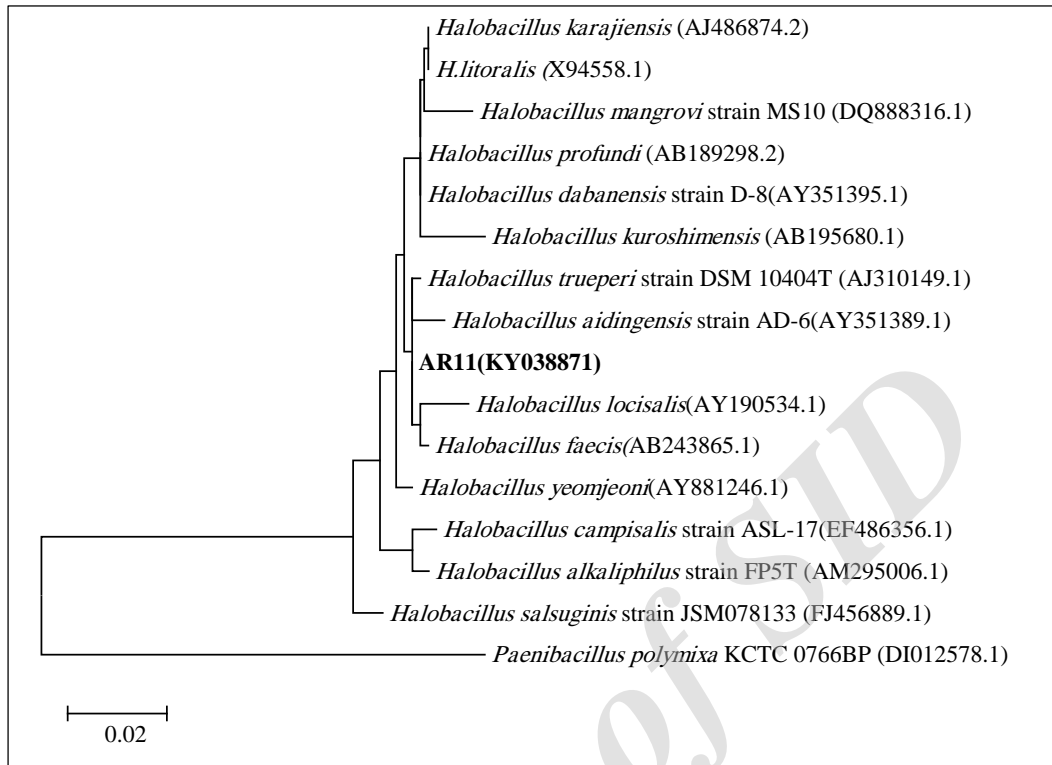 Halobacillus karajiensis (AJ486874.2)
H.litoralis (X94558.1)
Halobacillus mangrovi strain MS10 (DQ888316.1)
Halobacillus profundi (AB189298.2)
Halobacillus dabanensis strain D-8(AY351395.1)
Halobacillus kuroshimensis (AB195680.1)
Halobacillus trueperi strain DSM 10404T (AJ310149.1)
Halobacillus aidingensis strain AD-6(AY351389.1)
AR11(KY038871)
Halobacillus locisalis(AY190534.1)
Halobacillus faecis(AB243865.1)
Halobacillus yeomjeoni(AY881246.1)
Halobacillus campisalis strain ASL-17(EF486356.1)
Halobacillus alkaliphilus strain FP5T (AM295006.1)
Halobacillus salsuginis strain JSM078133 (FJ456889.1)
Paenibacillus polymixa KCTC 0766BP (DI012578.1)
0.02
of SID